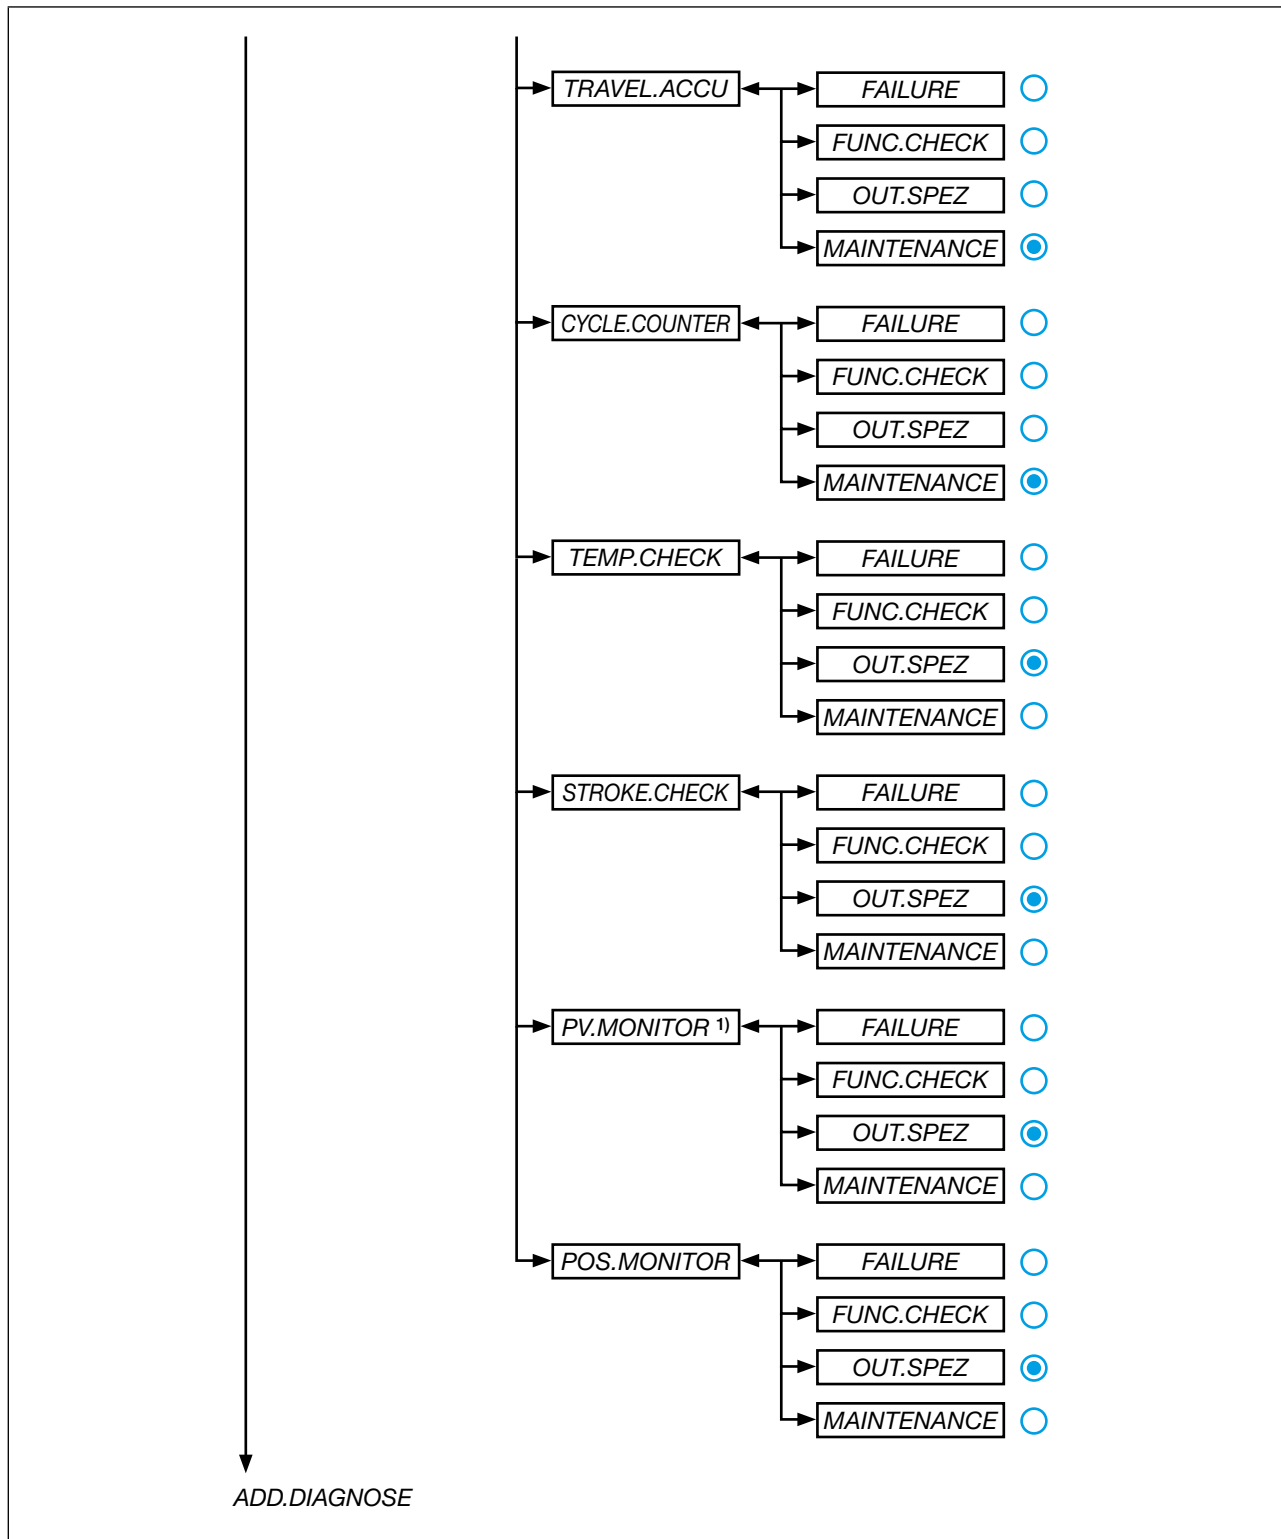 TRAVEL.ACCU
FAILURE
FUNC.CHECK
OUT.SPEZ
MAINTENANCE
CYCLE.COUNTER
FAILURE
FUNC.CHECK
OUT.SPEZ
MAINTENANCE
TEMP.CHECK
FAILURE
FUNC.CHECK
OUT.SPEZ
MAINTENANCE
STROKE.CHECK
FAILURE
FUNC.CHECK
OUT.SPEZ
MAINTENANCE
PV.MONITOR 1)
FAILURE
FUNC.CHECK
OUT.SPEZ
MAINTENANCE
POS.MONITOR
FAILURE
FUNC.CHECK
OUT.SPEZ
MAINTENANCE
ADD.DIAGNOSE